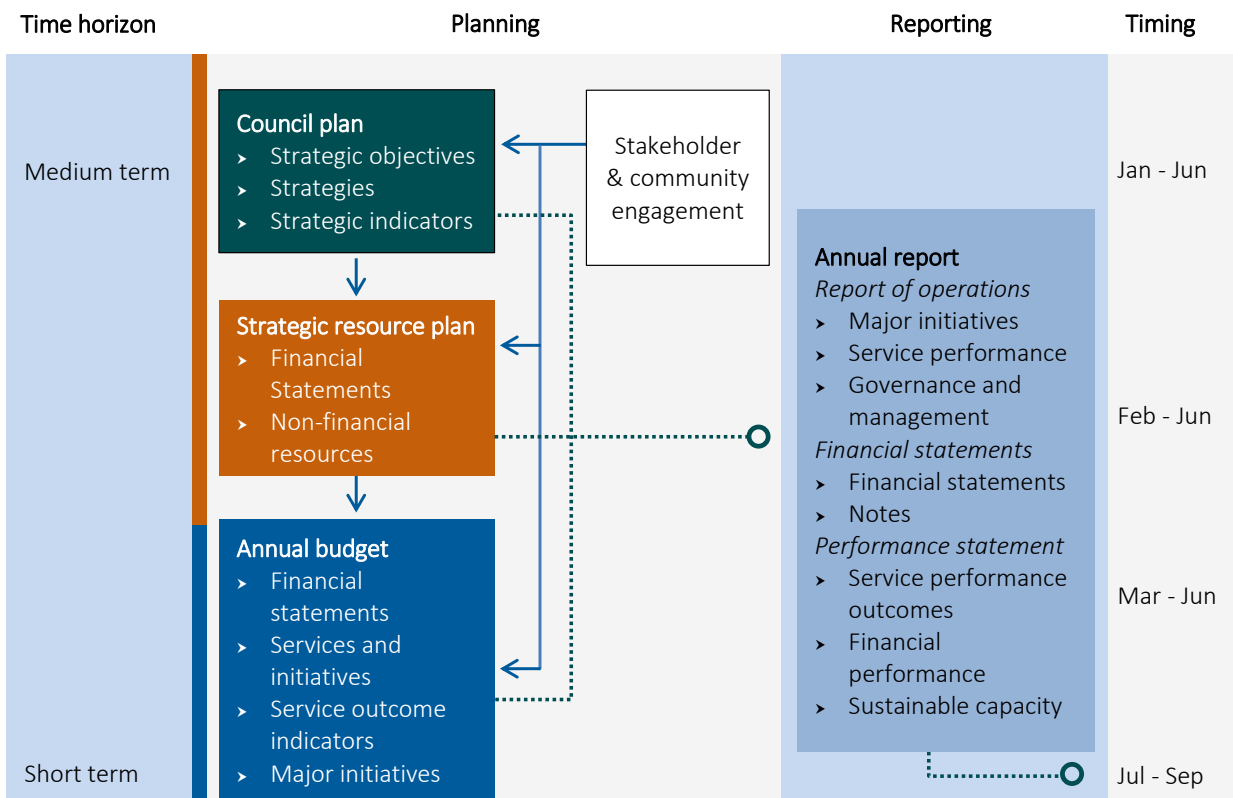 Time horizon
Planning
Reporting
Timing
Medium term
Short term
Council plan
➤ Strategic objectives
➤ Strategies
➤ Strategic indicators
Strategic resource plan
➤ Financial
Statements
➤ Non-financial
resources
Annual budget
➤ Financial
statements
➤ Services and
initiatives
➤ Service outcome
indicators
➤ Major initiatives
Stakeholder
& community
engagement
Annual report
Report of operations
➤ Major initiatives
➤ Service performance
➤ Governance and
management
Financial statements
➤ Financial statements
➤ Notes
Performance statement
➤ Service performance
outcomes
➤ Financial
performance
➤ Sustainable capacity
Jan - Jun
Feb - Jun
Mar - Jun
Jul - Sep